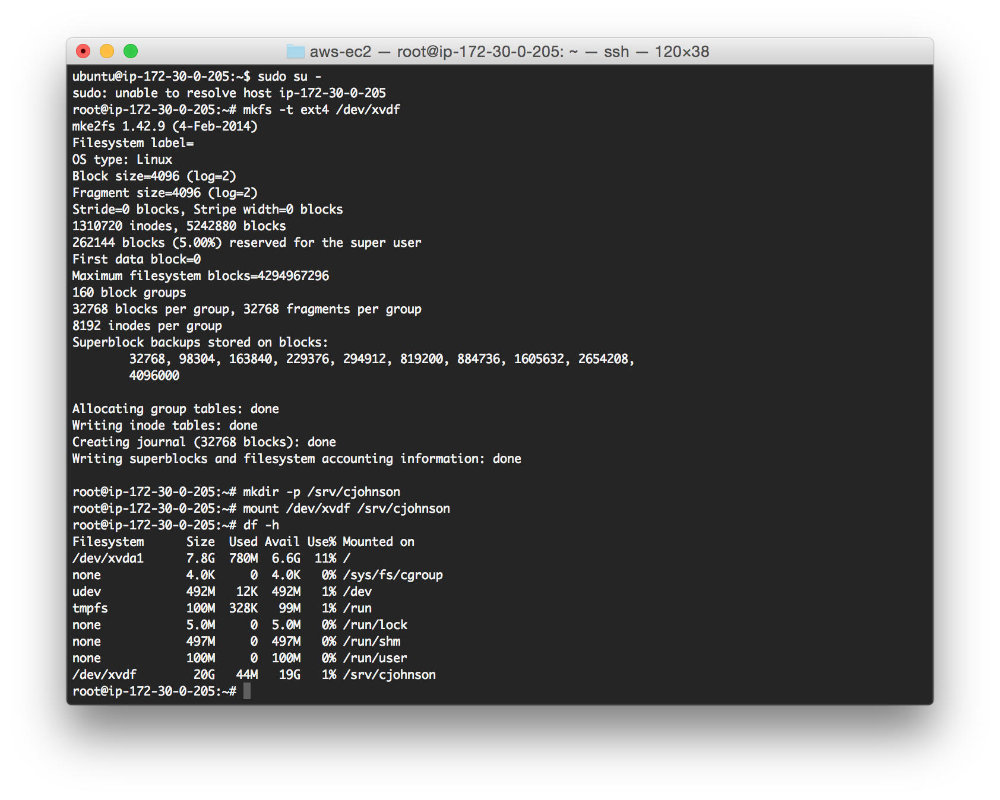 aws-ec2 — root@ip-172-30-0-205: ~ — ssh — 120×38
ubuntu@ip-172-30-0-205:~$ sudo su -
sudo: unable to resolve host ip-172-30-0-205
root@ip-172-30-0-205:~# mkfs -t ext4 /dev/xvdf
mke2fs 1.42.9 (4-Feb-2014)
Filesystem label=
OS type: Linux
Block size=4096 (log=2)
Fragment size=4096 (log=2)
Stride=0 blocks, Stripe width=0 blocks
1310720 inodes, 5242880 blocks
262144 blocks (5.00%) reserved for the super user
First data block=0
Maximum filesystem blocks=4294967296
160 block groups
32768 blocks per group, 32768 fragments per group
8192 inodes per group
Superblock backups stored on blocks:
        32768, 98304, 163840, 229376, 294912, 819200, 884736, 1605632, 2654208,
        4096000

Allocating group tables: done
Writing inode tables: done
Creating journal (32768 blocks): done
Writing superblocks and filesystem accounting information: done

root@ip-172-30-0-205:~# mkdir -p /srv/cjohnson
root@ip-172-30-0-205:~# mount /dev/xvdf /srv/cjohnson
root@ip-172-30-0-205:~# df -h
Filesystem      Size  Used Avail Use% Mounted on
/dev/xvda1      7.8G  780M  6.6G  11% /
none            4.0K     0  4.0K   0% /sys/fs/cgroup
udev            492M   12K  492M   1% /dev
tmpfs           100M  328K   99M   1% /run
none            5.0M     0  5.0M   0% /run/lock
none            497M     0  497M   0% /run/shm
none            100M     0  100M   0% /run/user
/dev/xvdf        20G   44M   19G   1% /srv/cjohnson
root@ip-172-30-0-205:~#